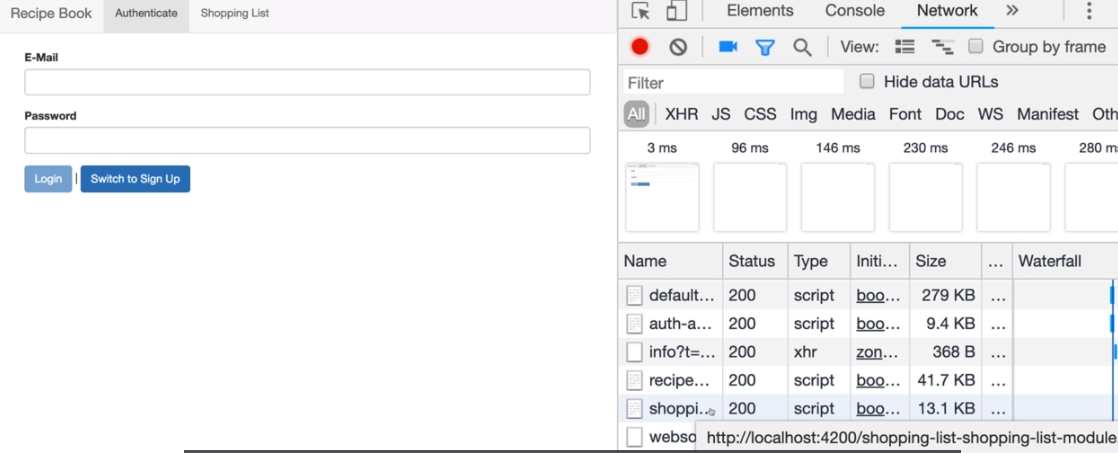 Recipe Book Authenticate Shopping List
E-Mail
Password
Login | Switch to Sign Up
Elements Console Network »
View: Group by frame
Filter Hide data URLs
All XHR JS CSS Img Media Font Doc WS Manifest Oth
3 ms 96 ms 146 ms 230 ms 246 ms 280 m
Name Status Type Initi... Size ... Waterfall
default... 200 script boo... 279 KB ...
auth-a... 200 script boo... 9.4 KB ...
info?t=... 200 xhr zon... 368 B ...
recipe... 200 script boo... 41.7 KB ...
shoppi... 200 script boo... 13.1 KB ...
webso
http://localhost:4200/shopping-list-shopping-list-module